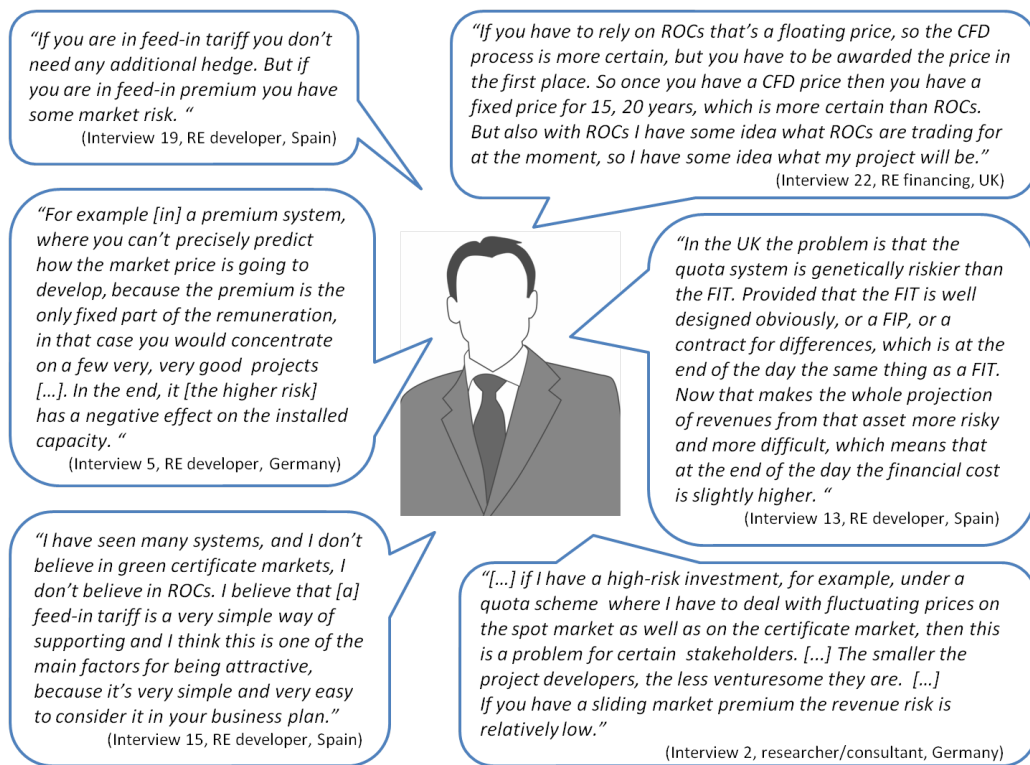 “If you are in feed-in tariff you don’t
need any additional hedge. But if
you are in feed-in premium you have
some market risk. “
(Interview 19, RE developer, Spain)
“If you have to rely on ROCs that’s a floating price, so the CFD
process is more certain, but you have to be awarded the price in
the first place. So once you have a CFD price then you have a
fixed price for 15, 20 years, which is more certain than ROCs.
But also with ROCs I have some idea what ROCs are trading for
at the moment, so I have some idea what my project will be.”
(Interview 22, RE financing, UK)
“For example [in] a premium system,
where you can’t precisely predict
how the market price is going to
develop, because the premium is the
only fixed part of the remuneration,
in that case you would concentrate
on a few very, very good projects
[…]. In the end, it [the higher risk]
has a negative effect on the installed
capacity. “
(Interview 5, RE developer, Germany)
“In the UK the problem is that the
quota system is genetically riskier than
the FIT. Provided that the FIT is well
designed obviously, or a FIP, or a
contract for differences, which is at the
end of the day the same thing as a FIT.
Now that makes the whole projection
of revenues from that asset more risky
and more difficult, which means that
at the end of the day the financial cost
is slightly higher. “
(Interview 13, RE developer, Spain)
“I have seen many systems, and I don’t
believe in green certificate markets, I
don’t believe in ROCs. I believe that [a]
feed-in tariff is a very simple way of
supporting and I think this is one of the
main factors for being attractive,
because it’s very simple and very easy
to consider it in your business plan.”
(Interview 15, RE developer, Spain)
“[…] if I have a high-risk investment, for example, under a
quota scheme where I have to deal with fluctuating prices on
the spot market as well as on the certificate market, then this
is a problem for certain stakeholders. […] The smaller the
project developers, the less venturesome they are. […]
If you have a sliding market premium the revenue risk is
relatively low.”
(Interview 2, researcher/consultant, Germany)